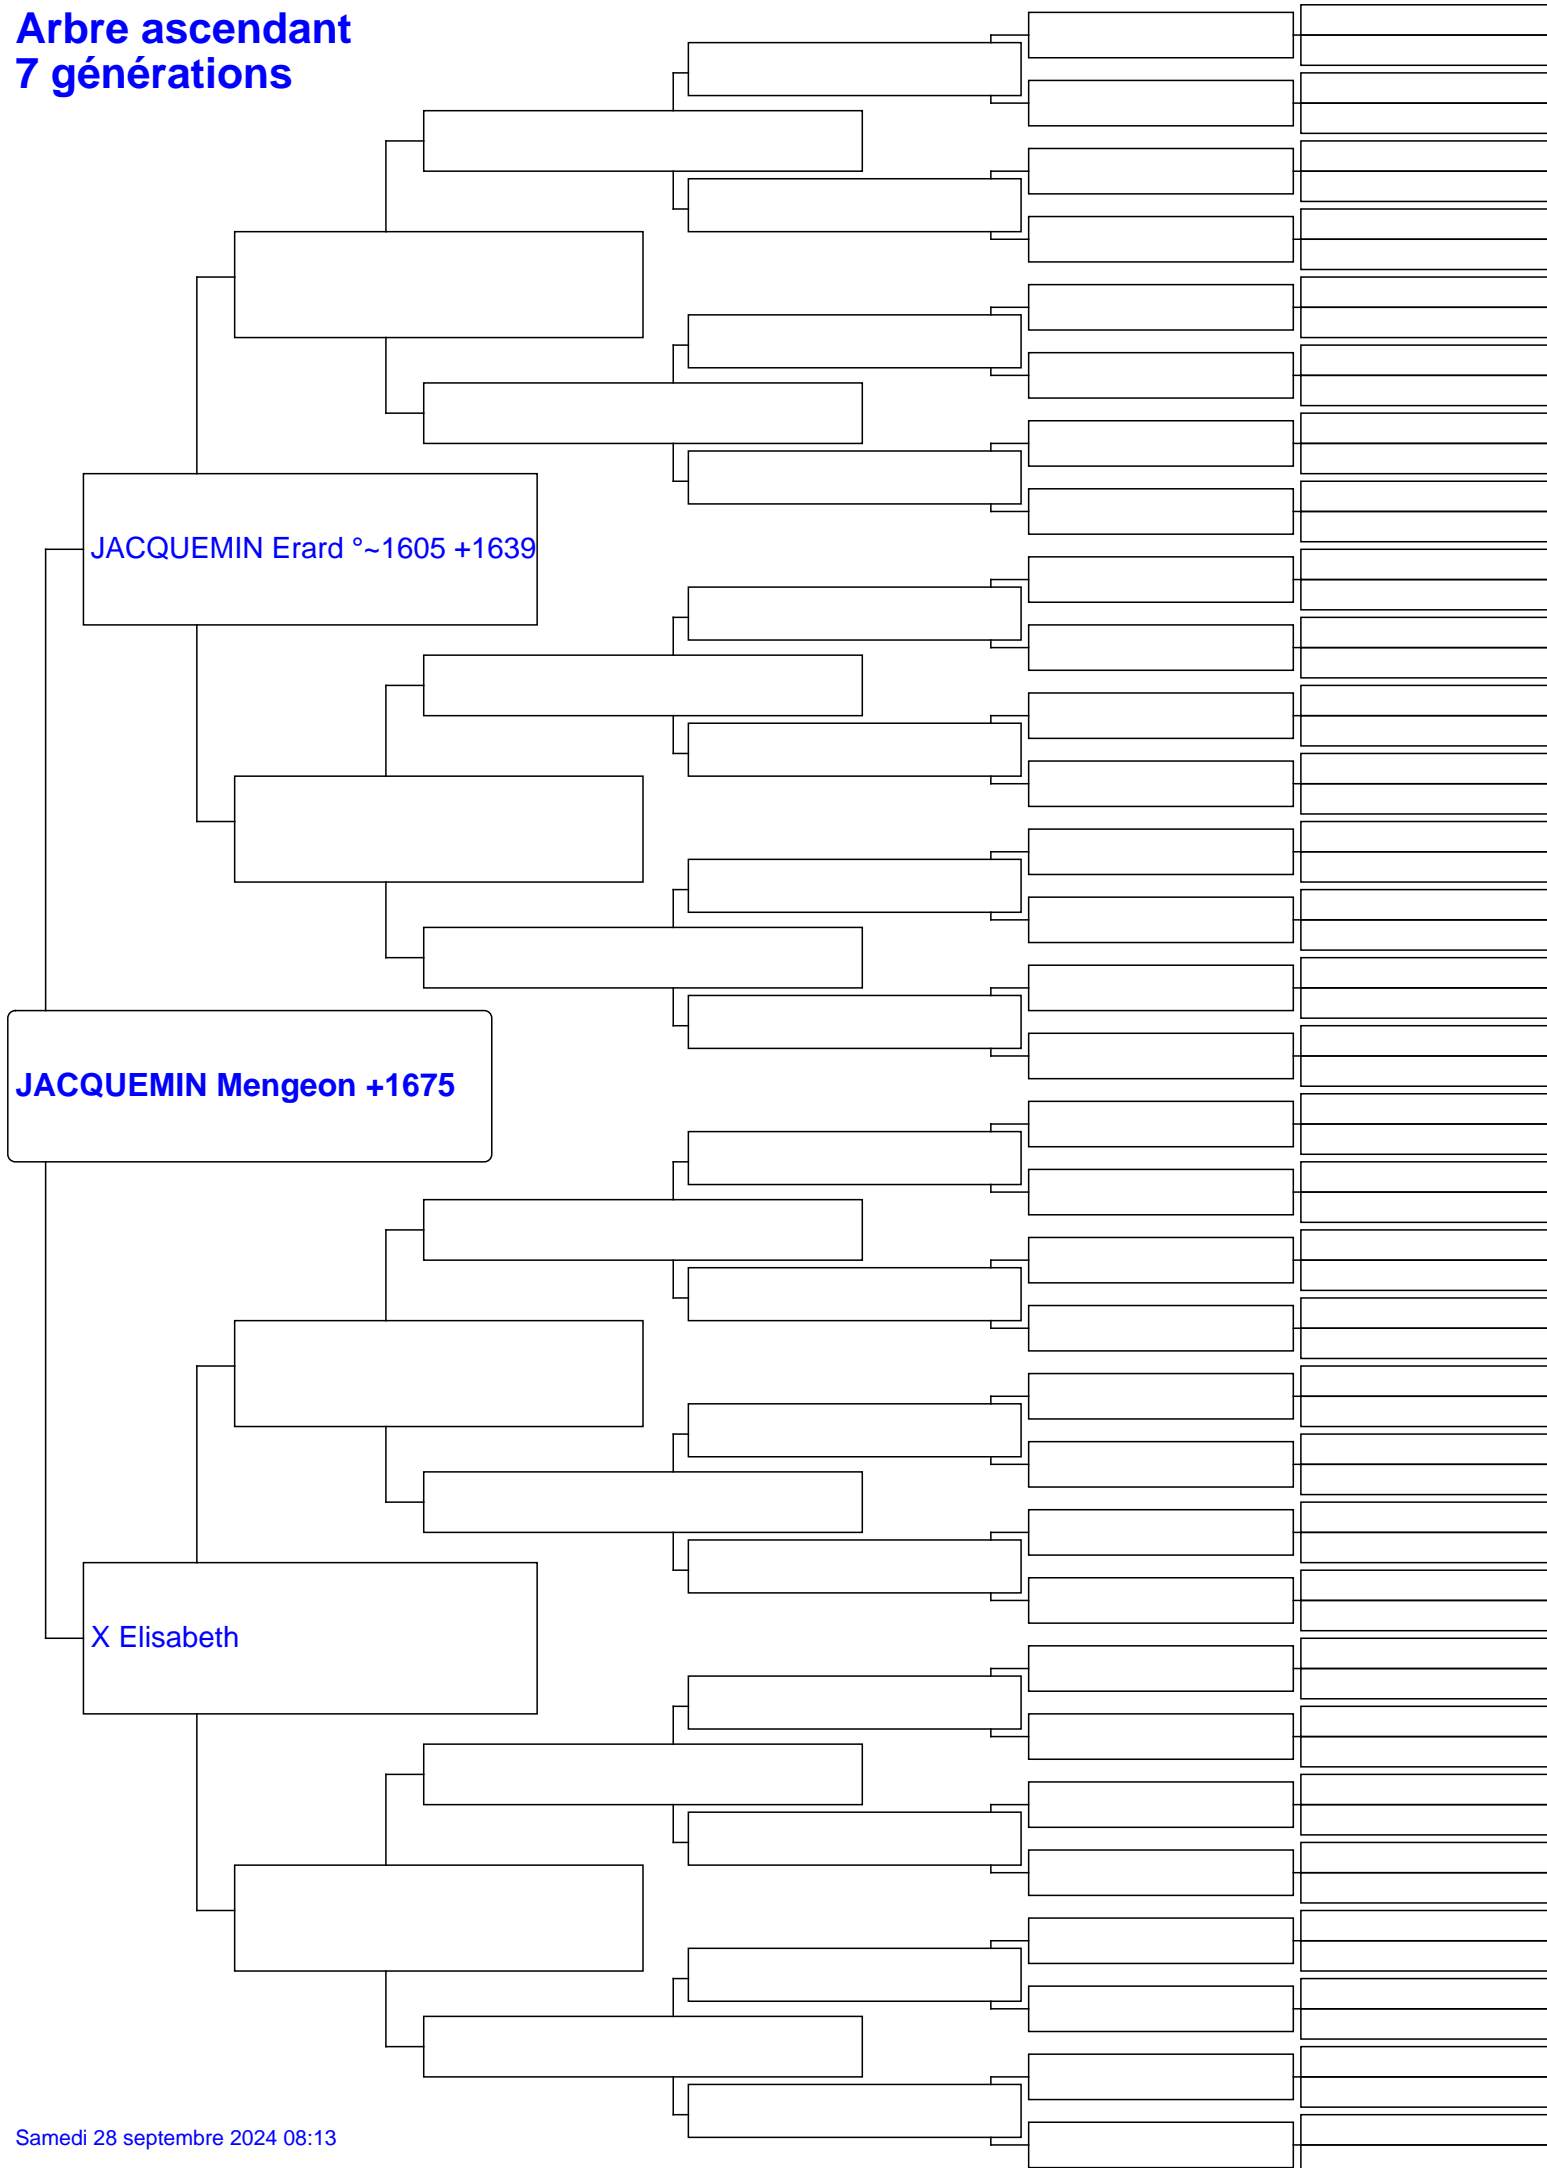 Arbre ascendant
7 générations
JACQUEMIN Erard °~1605 +1639
JACQUEMIN Mengeon +1675
X Elisabeth
Samedi 28 septembre 2024 08:13